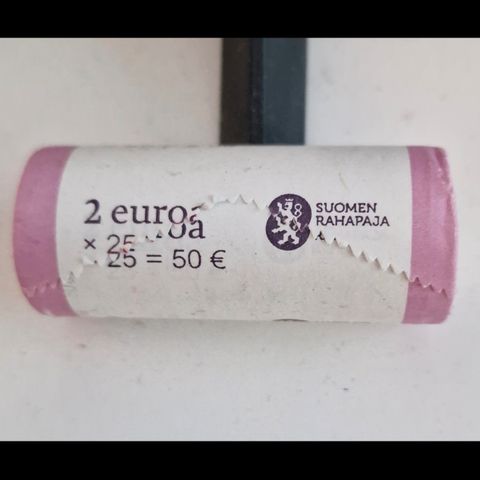 2 euroa
× 25
× 25 = 50 €
SUOMEN
RAHAPAJA